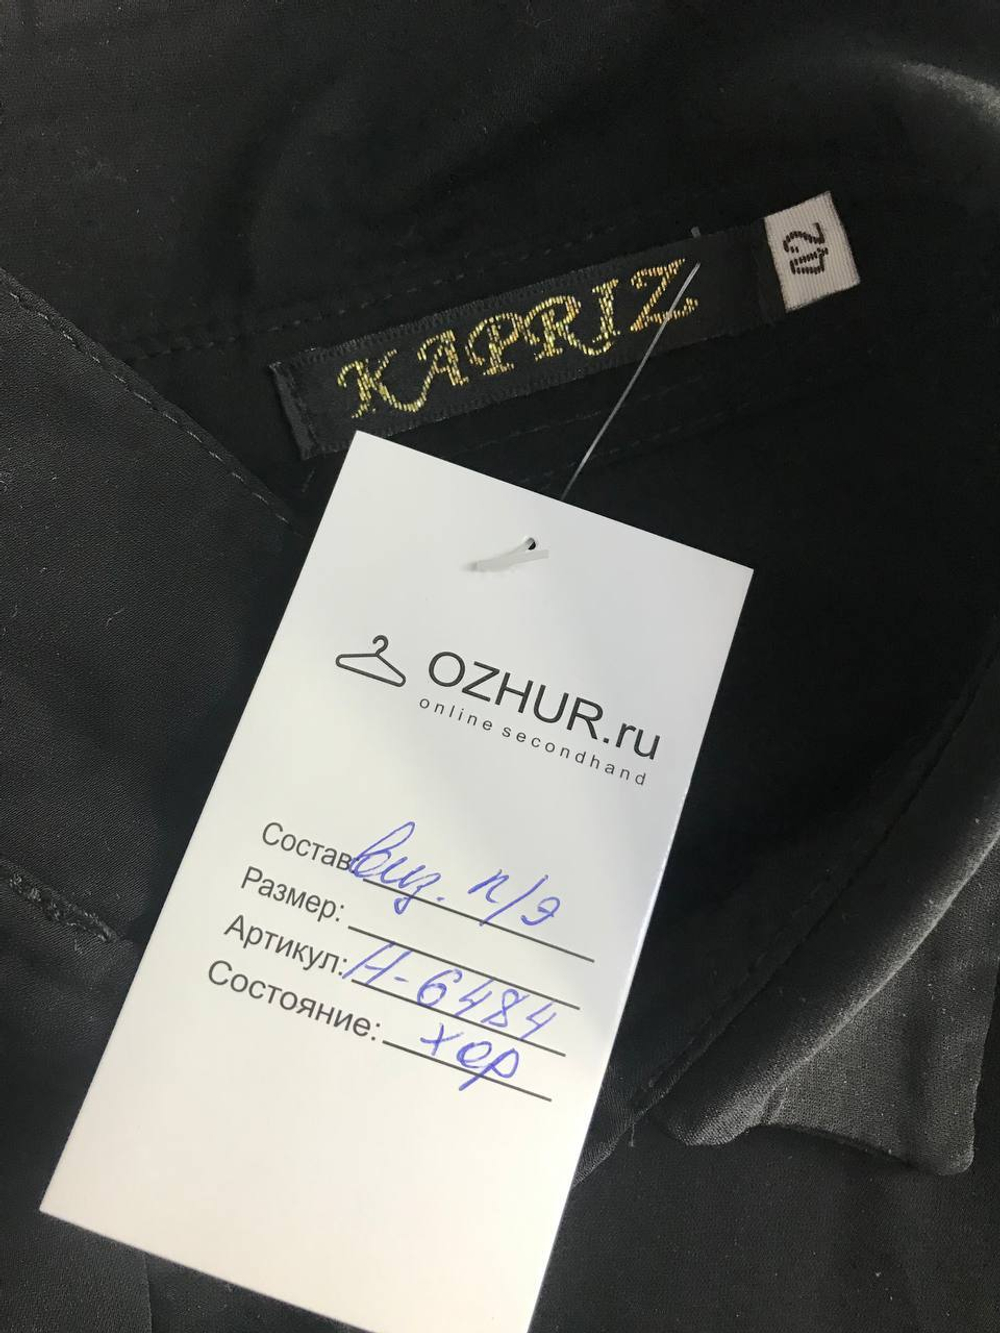 KAPRIZ
42
OZHUR.ru
online secondhand
Состав виз. п/э
Размер:
Артикул: Н-6484
Состояние: хор